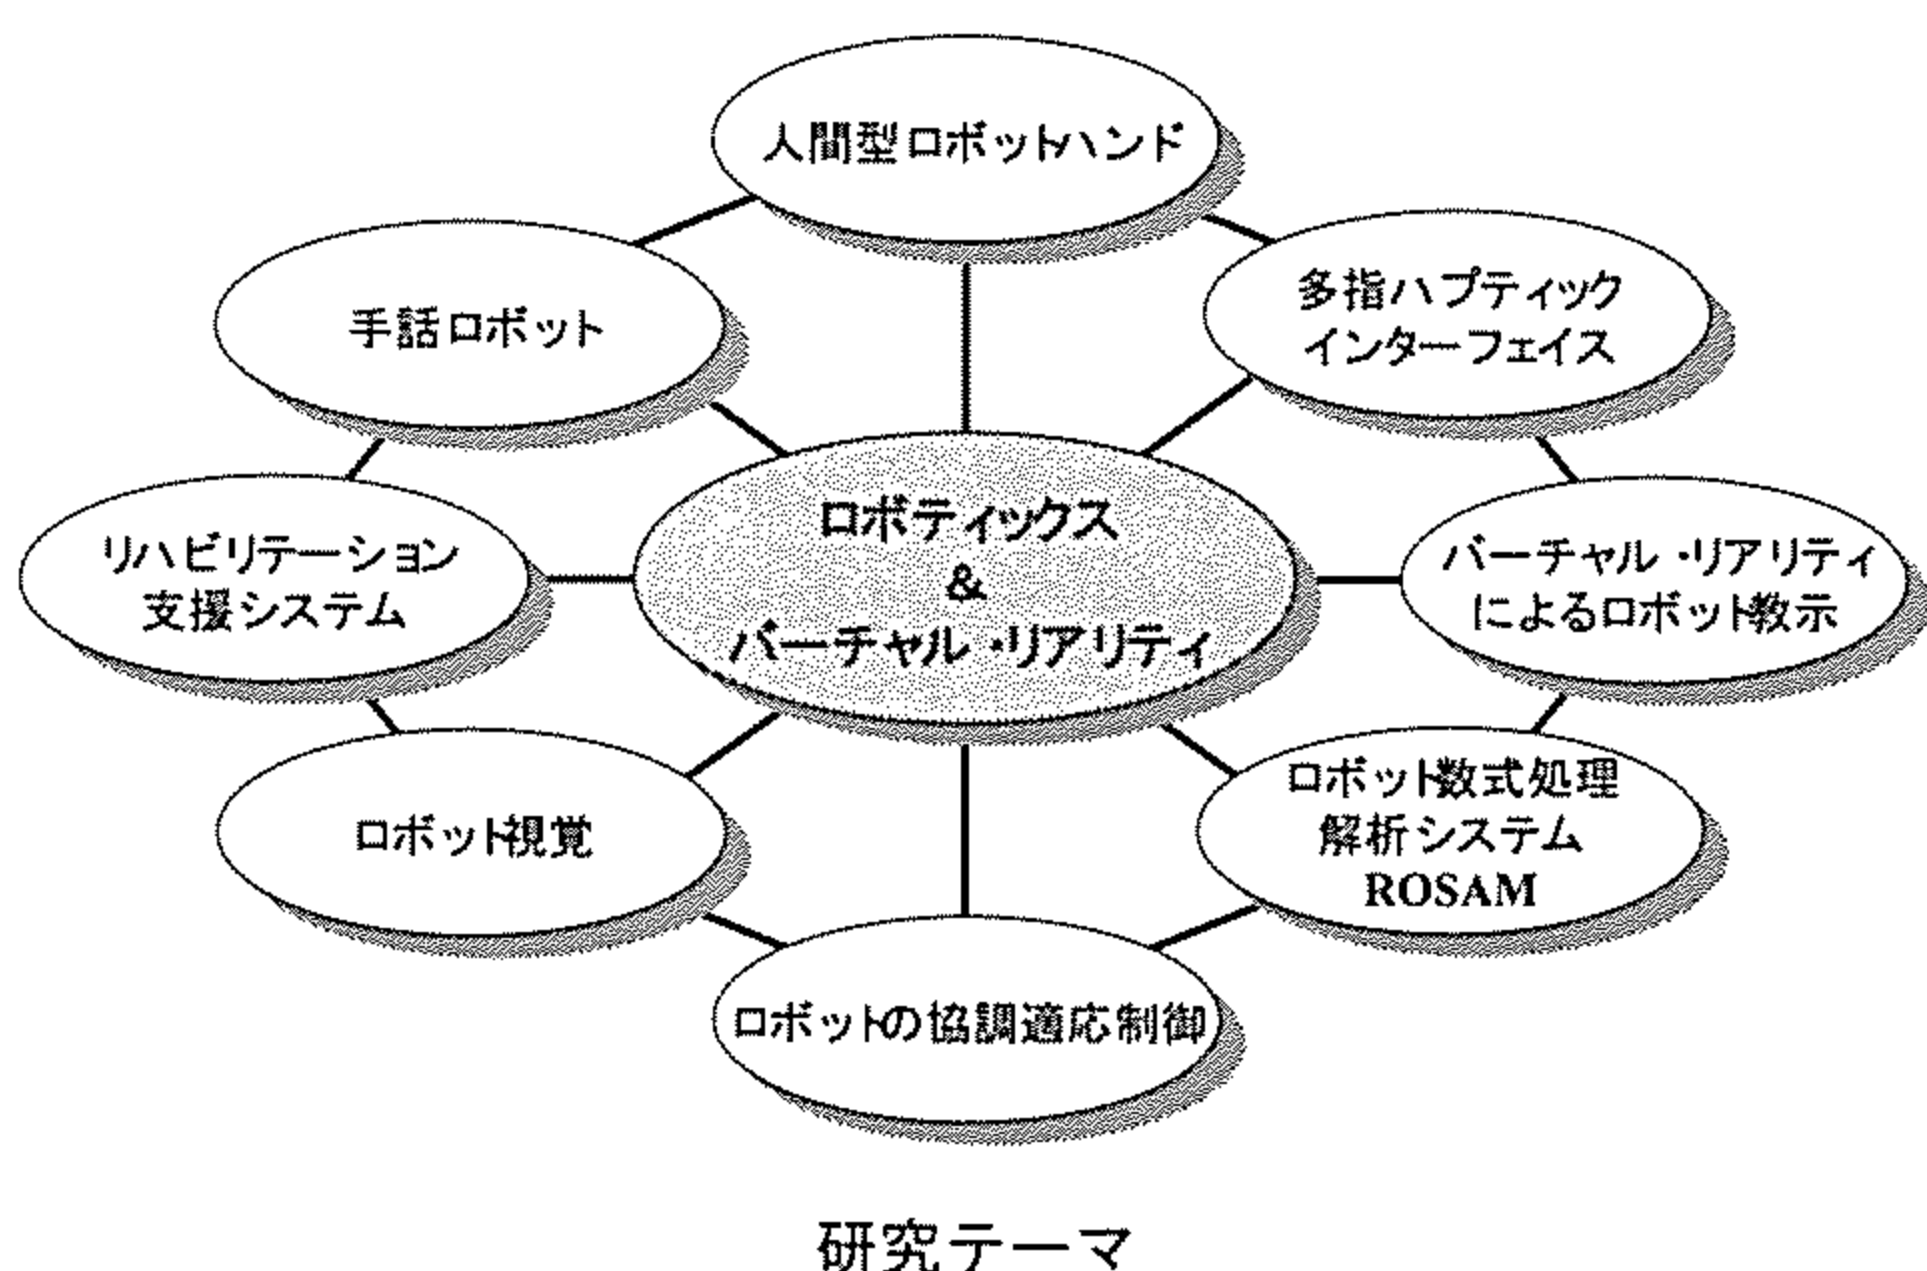 人間型ロボットハンド
手話ロボット
多指ハプティック
インターフェイス
ロボティックス
&
バーチャル・リアリティ
リハビリテーション
支援システム
バーチャル・リアリティ
によるロボット教示
ロボット視覚
ロボット数式処理
解析システム
ROSAM
ロボットの協調適応制御
研究テーマ